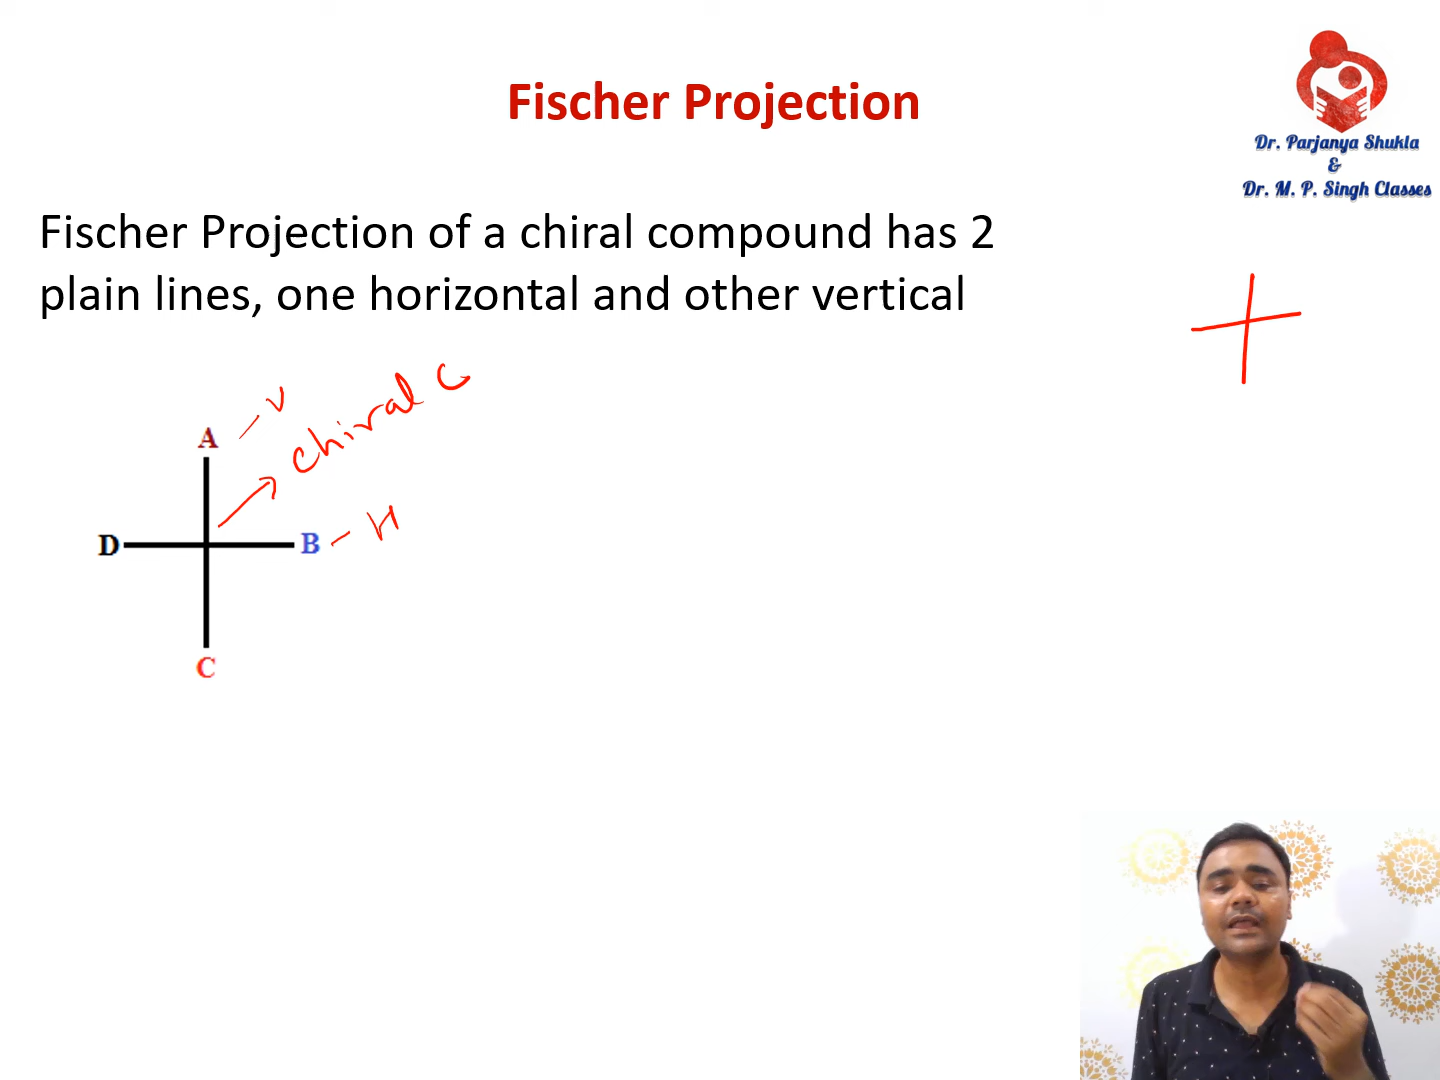 Fischer Projection
Dr. Parjanya Shukla
&
Dr. M. P. Singh Classes
Fischer Projection of a chiral compound has 2
plain lines, one horizontal and other vertical
A – V
chiral C
D
B – H
C